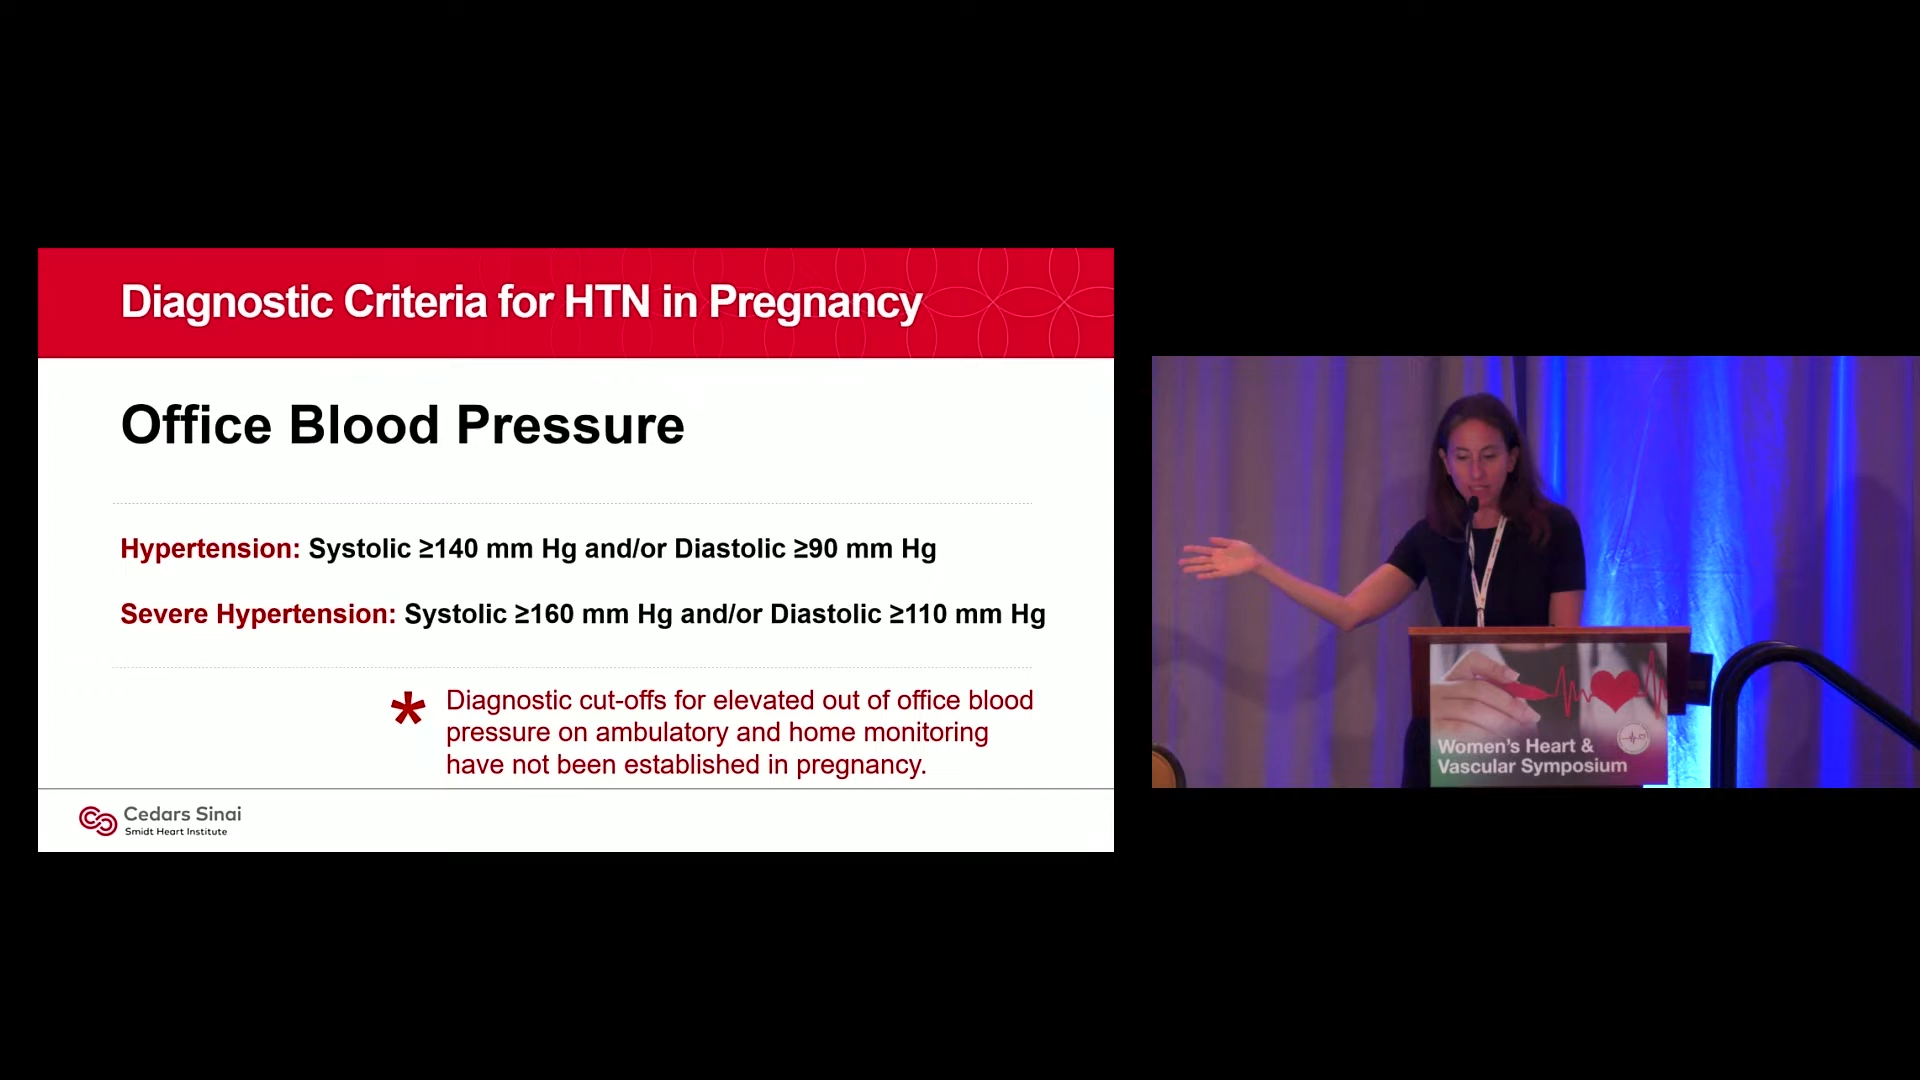 Diagnostic Criteria for HTN in Pregnancy
Office Blood Pressure
Hypertension: Systolic ≥140 mm Hg and/or Diastolic ≥90 mm Hg
Severe Hypertension: Systolic ≥160 mm Hg and/or Diastolic ≥110 mm Hg
* Diagnostic cut-offs for elevated out of office blood
pressure on ambulatory and home monitoring
have not been established in pregnancy.
Cedars Sinai
Smidt Heart Institute
Women's Heart &
Vascular Symposium